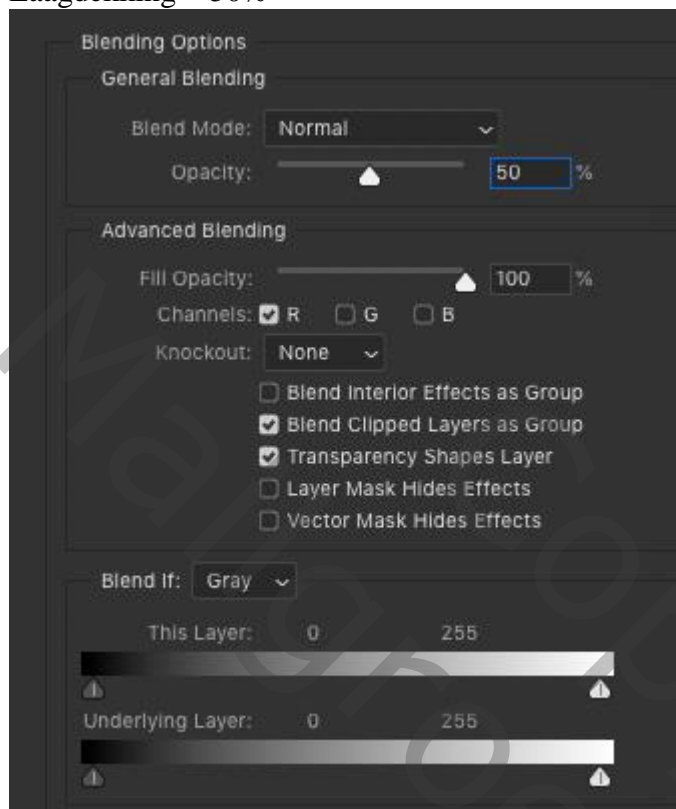 Laagdekking = 50%
Blending Options
General Blending
Blend Mode: Normal
Opacity: 50 %
Advanced Blending
Fill Opacity: 100 %
Channels: R G B
Knockout: None
Blend Interior Effects as Group
Blend Clipped Layers as Group
Transparency Shapes Layer
Layer Mask Hides Effects
Vector Mask Hides Effects
Blend If: Gray
This Layer: 0 255
Underlying Layer: 0 255